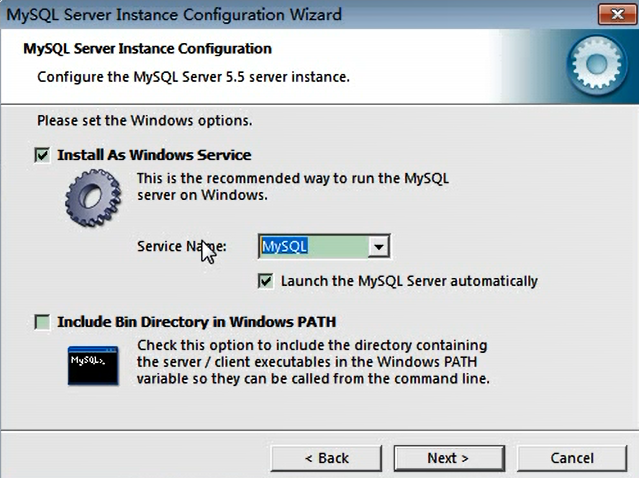 MySQL Server Instance Configuration Wizard
MySQL Server Instance Configuration
Configure the MySQL Server 5.5 server instance.
Please set the Windows options.
Install As Windows Service
This is the recommended way to run the MySQL
server on Windows.
Service Name:
MySQL
Launch the MySQL Server automatically
Include Bin Directory in Windows PATH
Check this option to include the directory containing
the server / client executables in the Windows PATH
variable so they can be called from the command line.
MySQL>_
< Back
Next >
Cancel